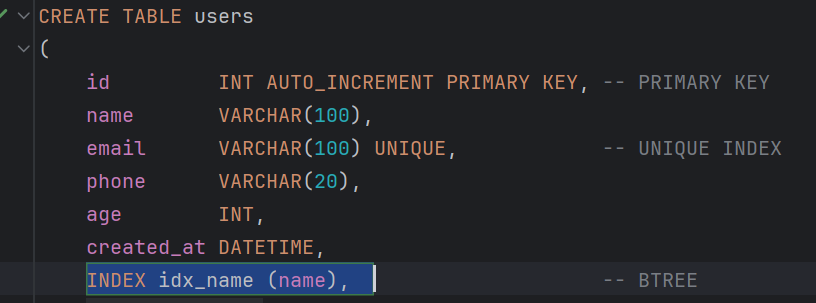 CREATE TABLE users
(
id INT AUTO_INCREMENT PRIMARY KEY, -- PRIMARY KEY
name VARCHAR(100),
email VARCHAR(100) UNIQUE, -- UNIQUE INDEX
phone VARCHAR(20),
age INT,
created_at DATETIME,
INDEX idx_name (name), -- BTREE